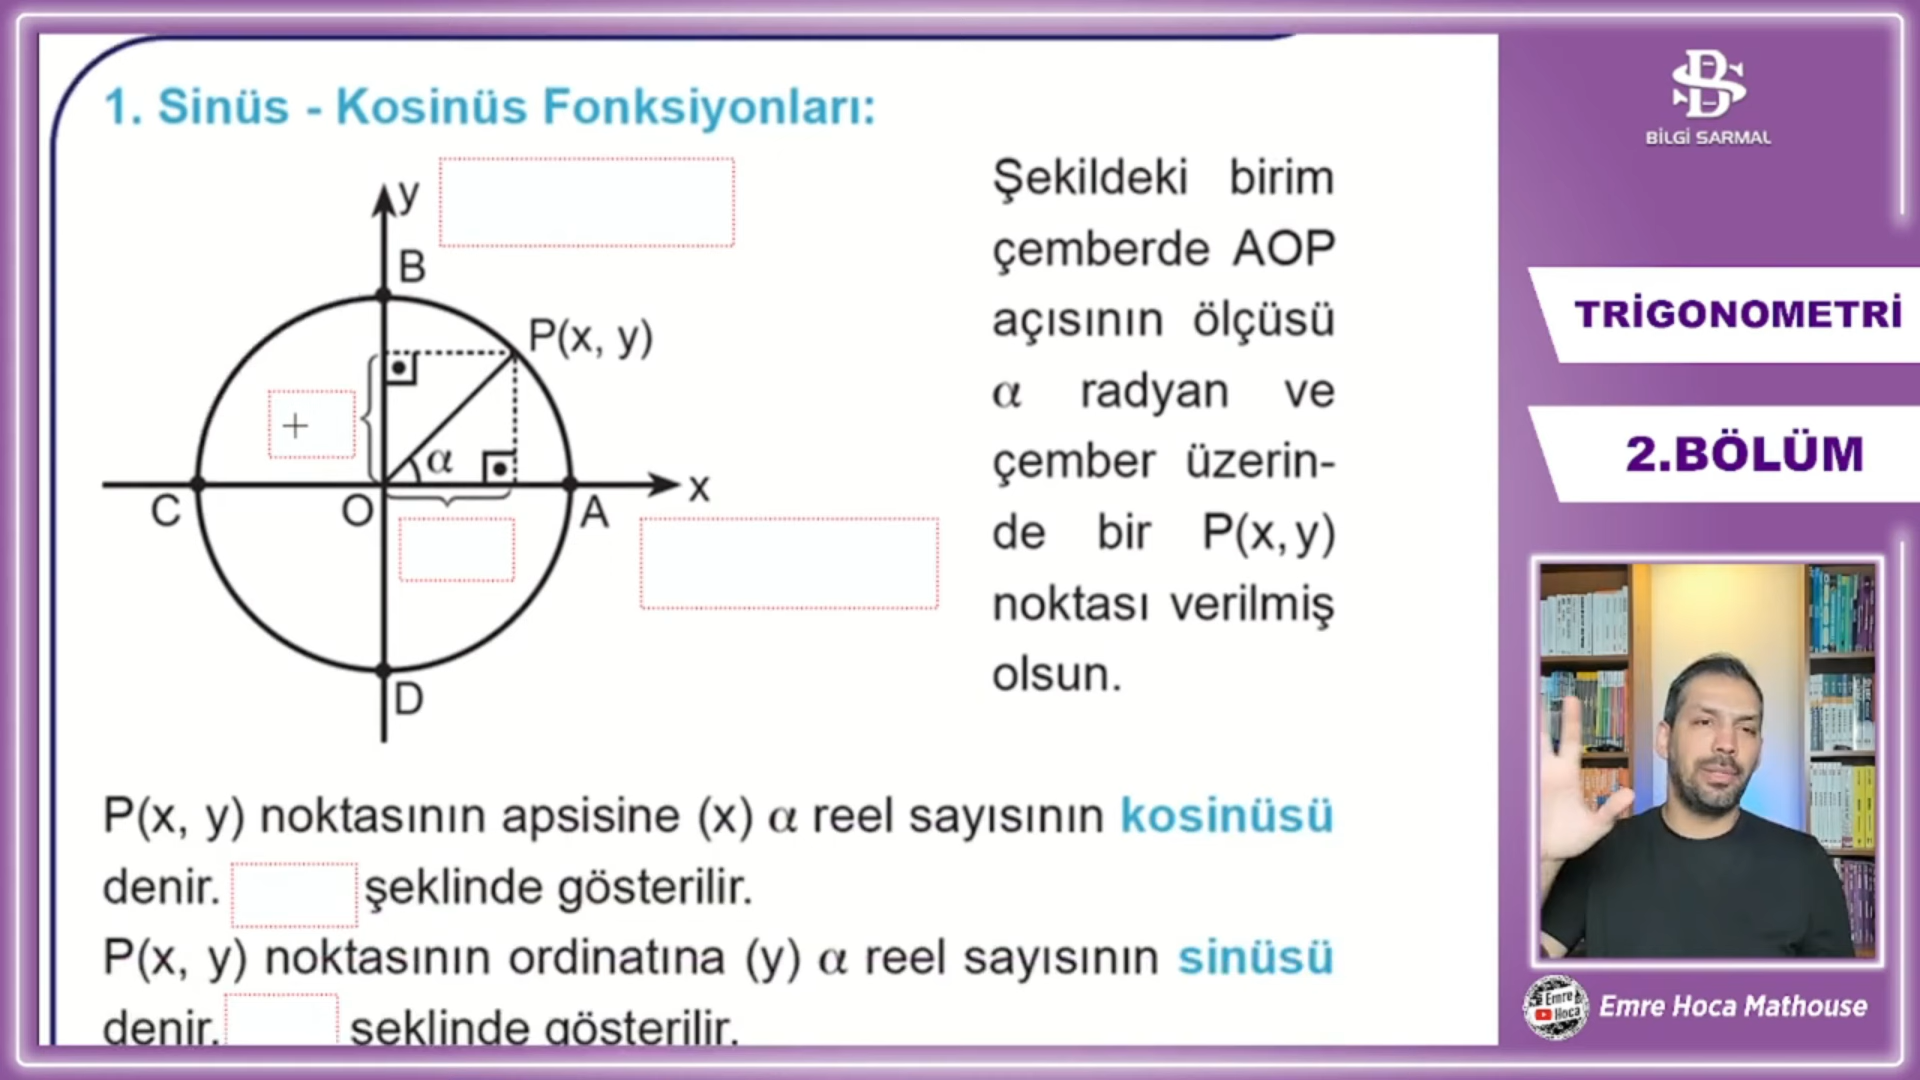 1. Sinüs - Kosinüs Fonksiyonları:
y
B
P(x, y)
α
C
O
A
x
D
Şekildeki birim
çemberde AOP
açısının ölçüsü
α radyan ve
çember üzerin-
de bir P(x,y)
noktası verilmiş
olsun.
P(x, y) noktasının apsisine (x) α reel sayısının kosinüsü
denir. şeklinde gösterilir.
P(x, y) noktasının ordinatına (y) α reel sayısının sinüsü
denir. şeklinde gösterilir.
BİLGİ SARMAL
TRİGONOMETRİ
2.BÖLÜM
Emre
Hoca
Emre Hoca Mathouse